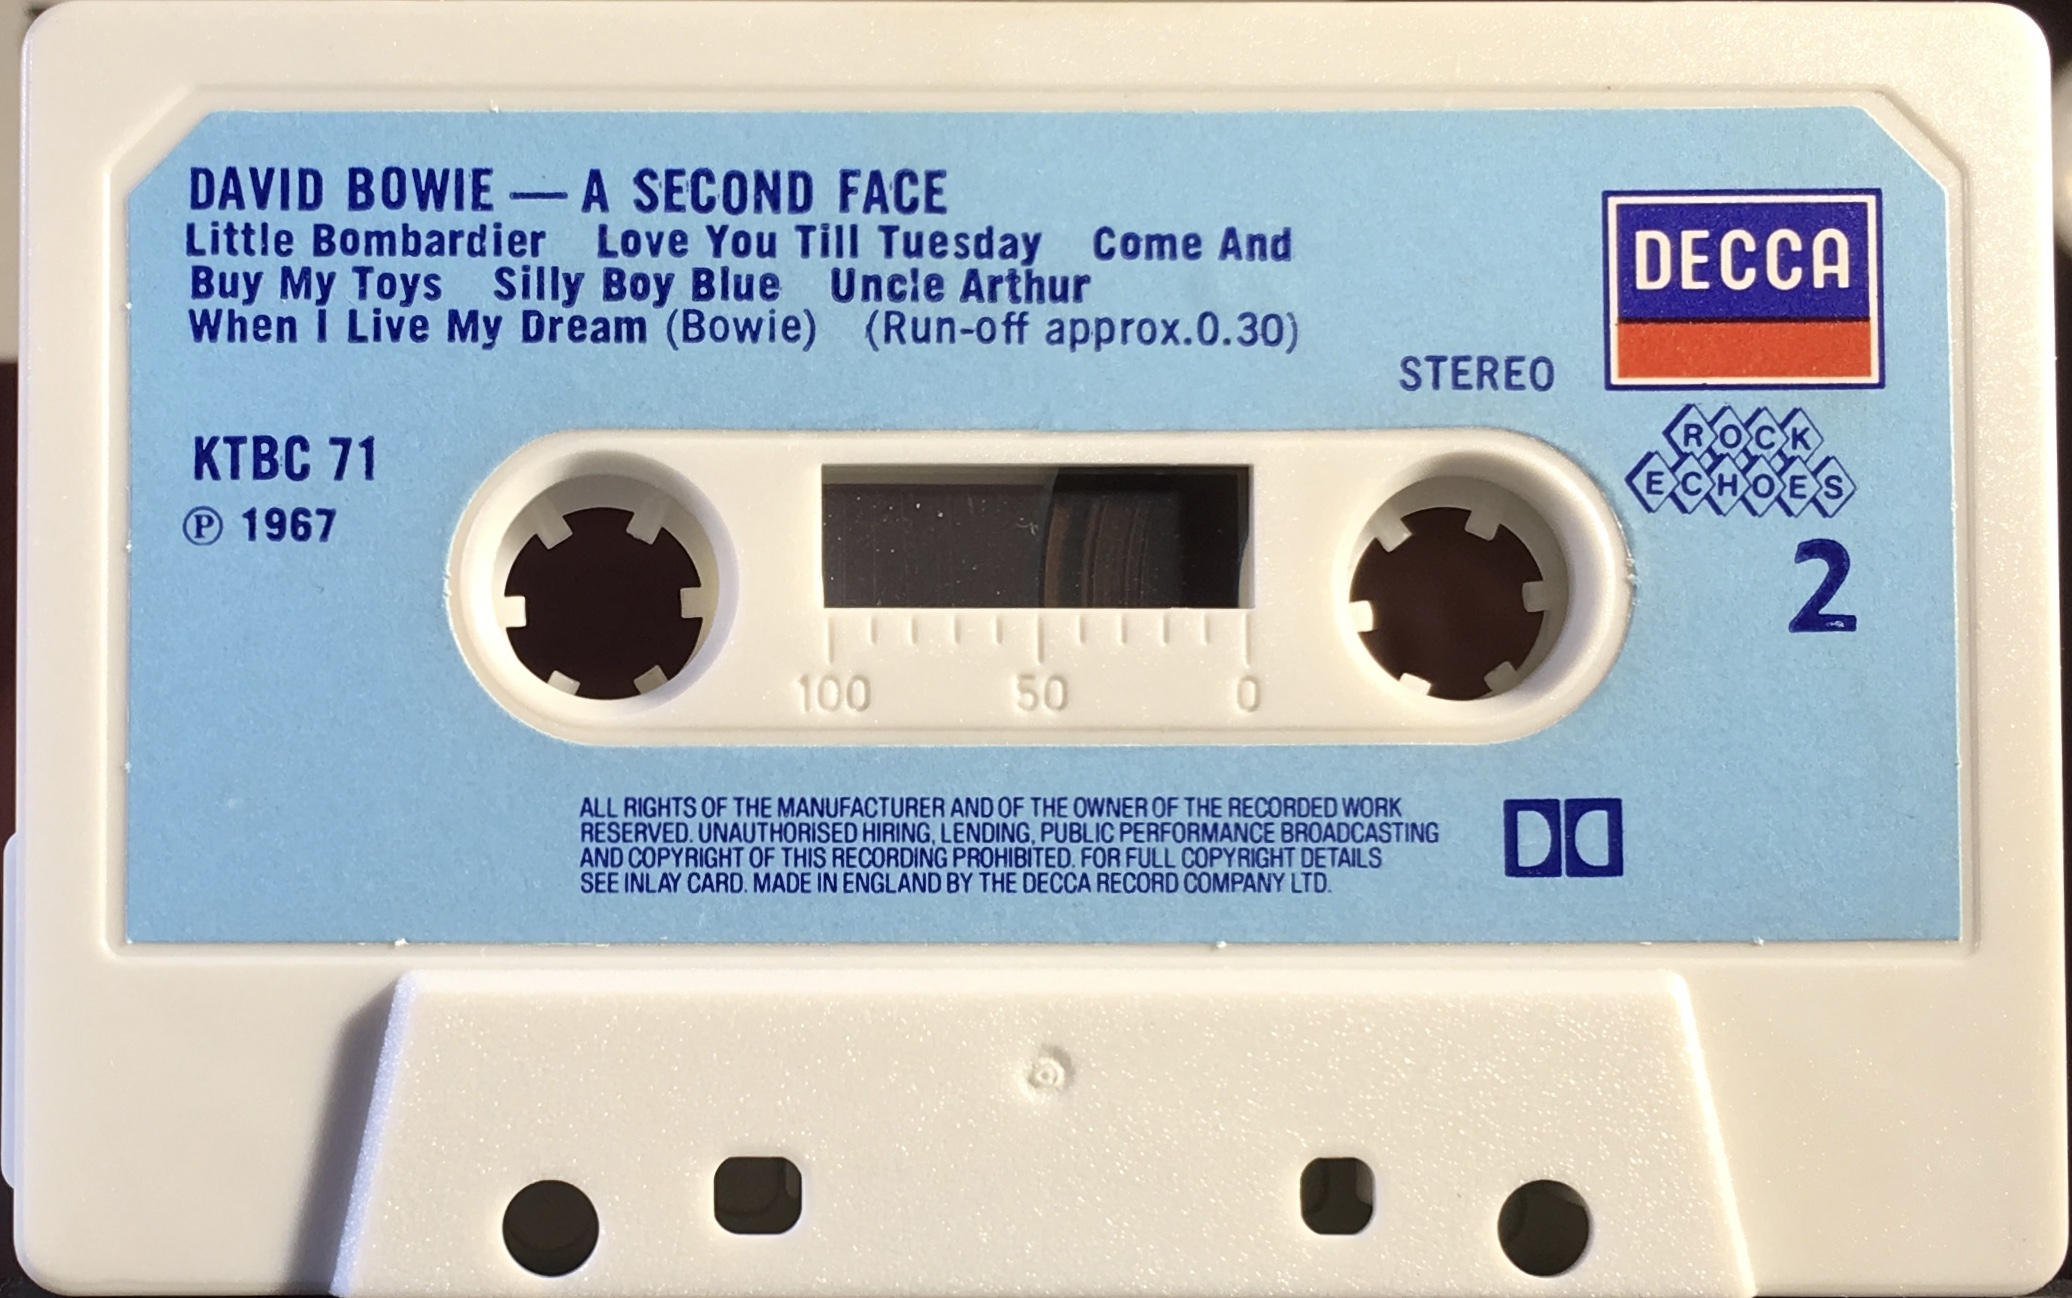 DAVID BOWIE — A SECOND FACE
Little Bombardier Love You Till Tuesday Come And
Buy My Toys Silly Boy Blue Uncle Arthur
When I Live My Dream (Bowie) (Run-off approx.0.30)
STEREO
DECCA
ROCK
ECHOES
2
KTBC 71
℗ 1967
100 50 0
ALL RIGHTS OF THE MANUFACTURER AND OF THE OWNER OF THE RECORDED WORK
RESERVED. UNAUTHORISED HIRING, LENDING, PUBLIC PERFORMANCE BROADCASTING
AND COPYRIGHT OF THIS RECORDING PROHIBITED. FOR FULL COPYRIGHT DETAILS
SEE INLAY CARD. MADE IN ENGLAND BY THE DECCA RECORD COMPANY LTD.